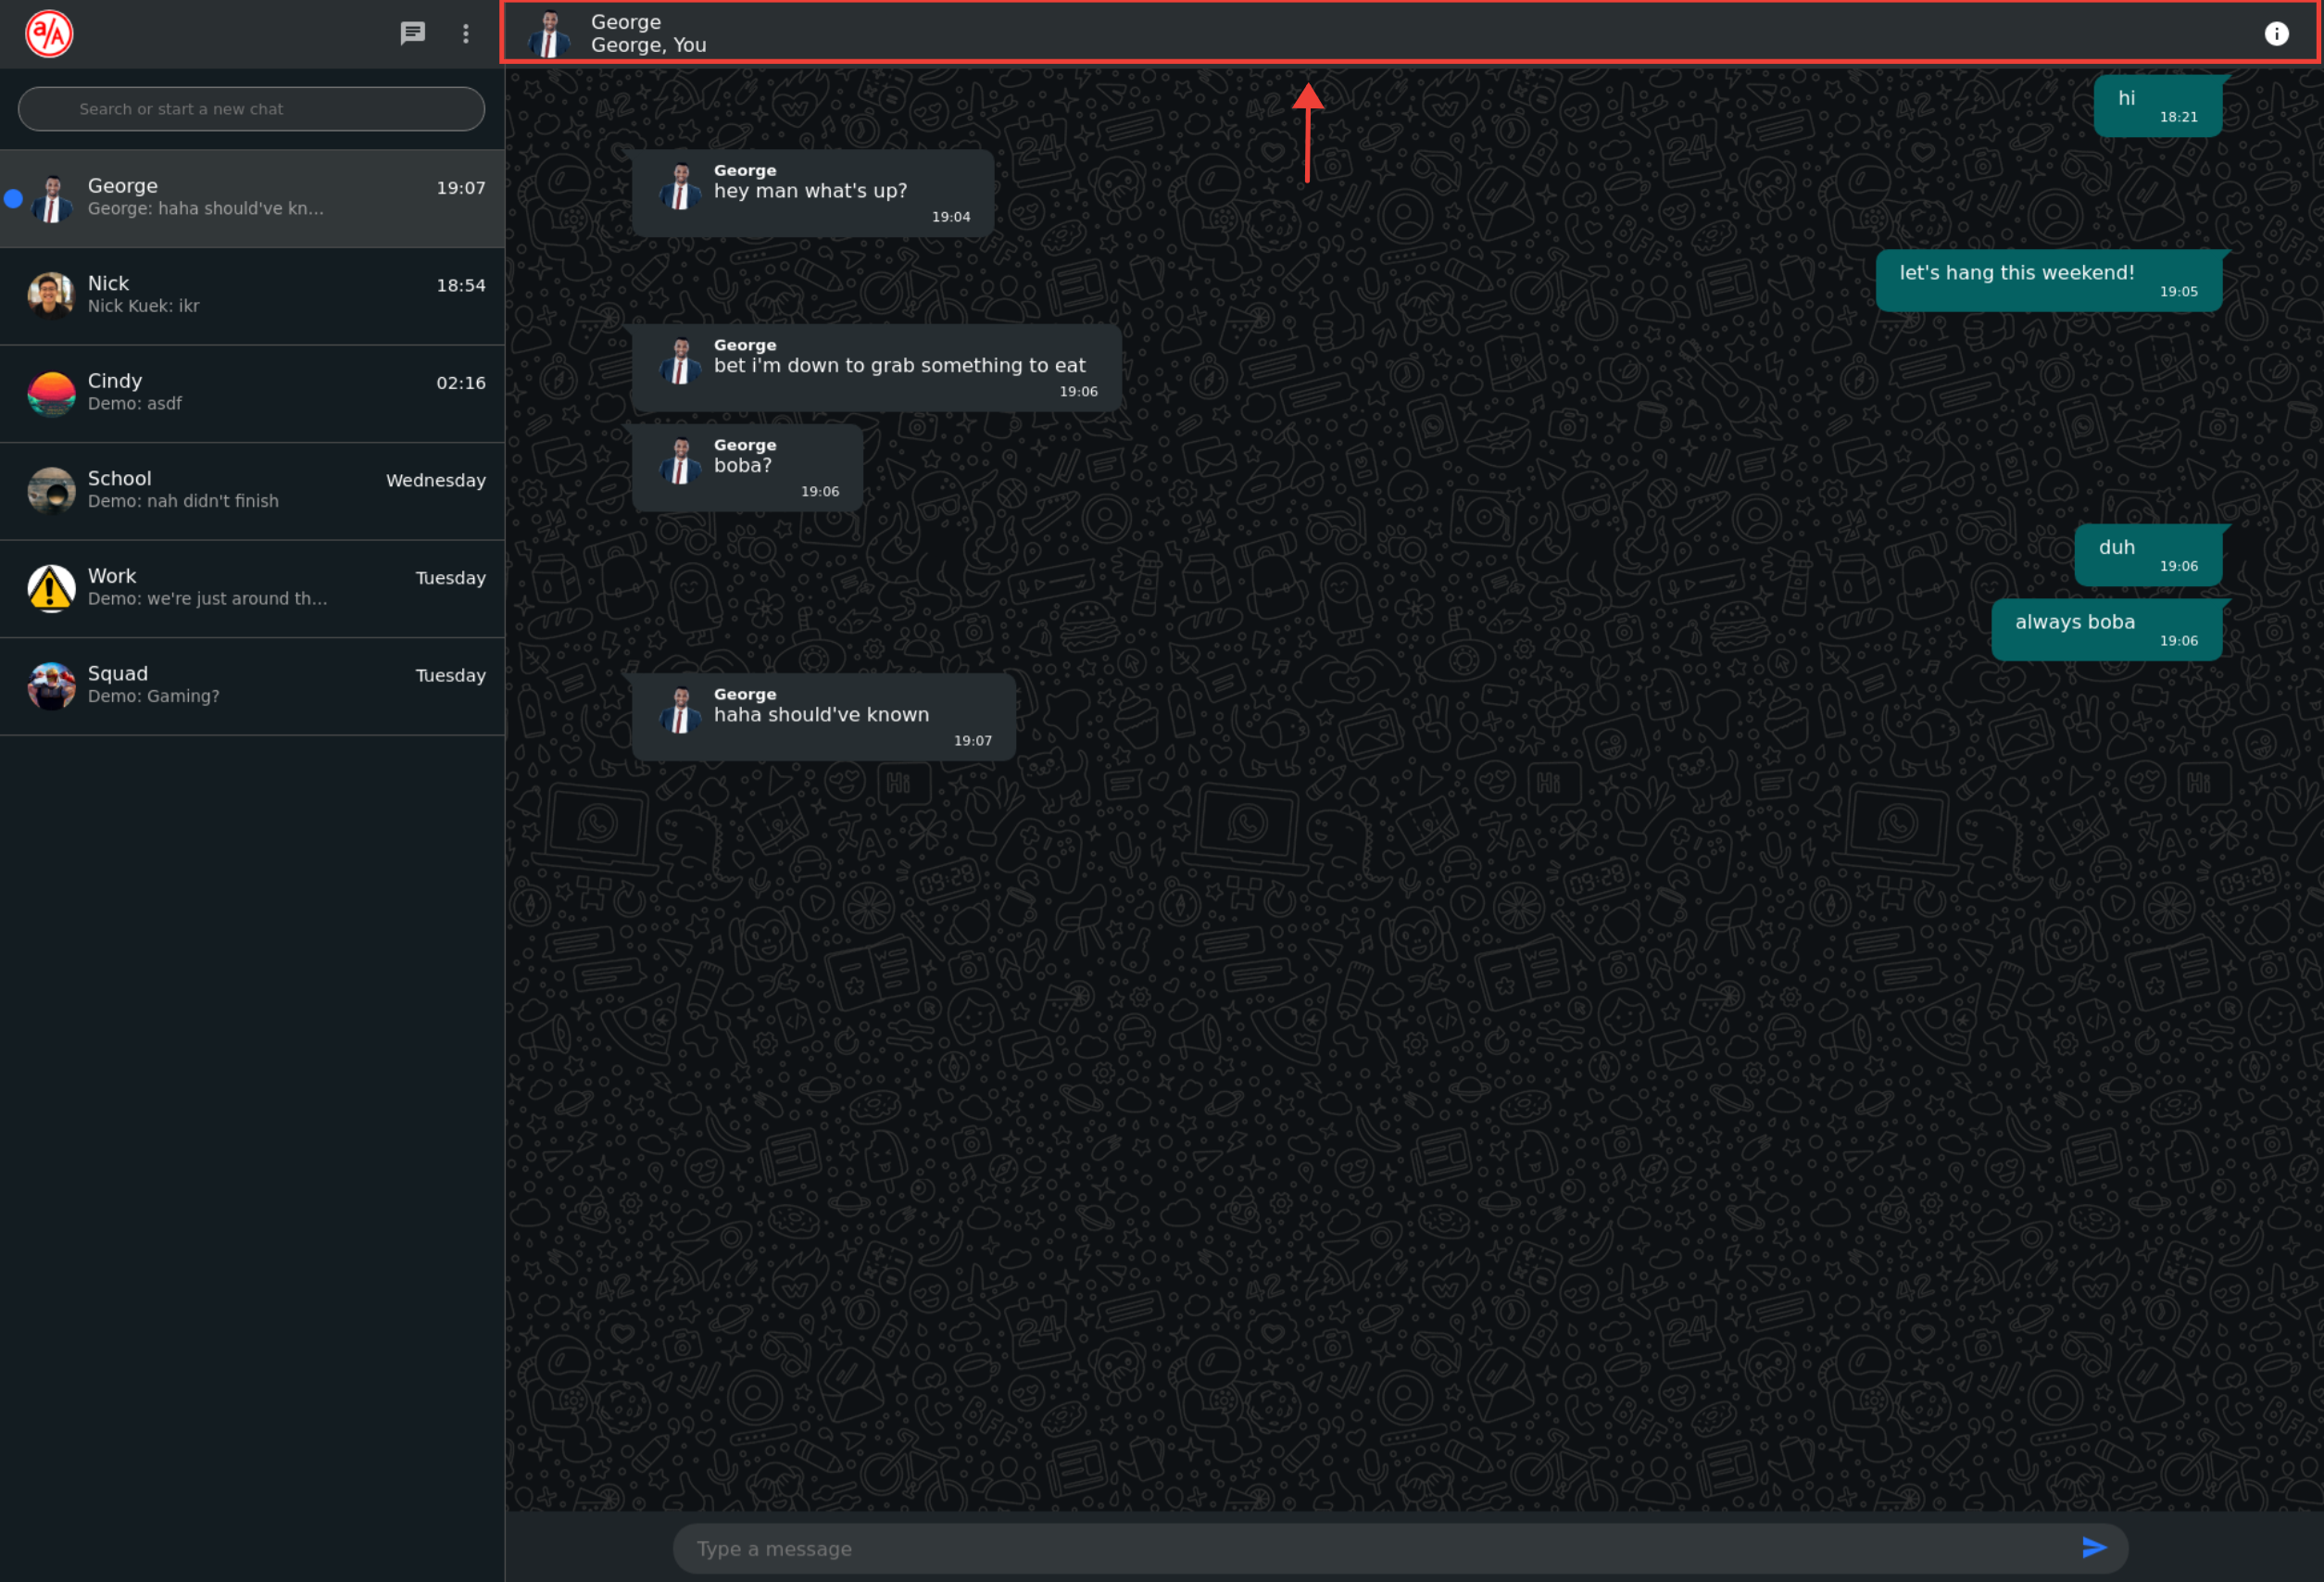 a/A
Search or start a new chat
George
19:07
George: haha should've kn...
Nick
18:54
Nick Kuek: ikr
Cindy
02:16
Demo: asdf
School
Wednesday
Demo: nah didn't finish
Work
Tuesday
Demo: we're just around th...
Squad
Tuesday
Demo: Gaming?
George
George, You
hi
18:21
George
hey man what's up?
19:04
let's hang this weekend!
19:05
George
bet i'm down to grab something to eat
19:06
George
boba?
19:06
duh
19:06
always boba
19:06
George
haha should've known
19:07
Type a message